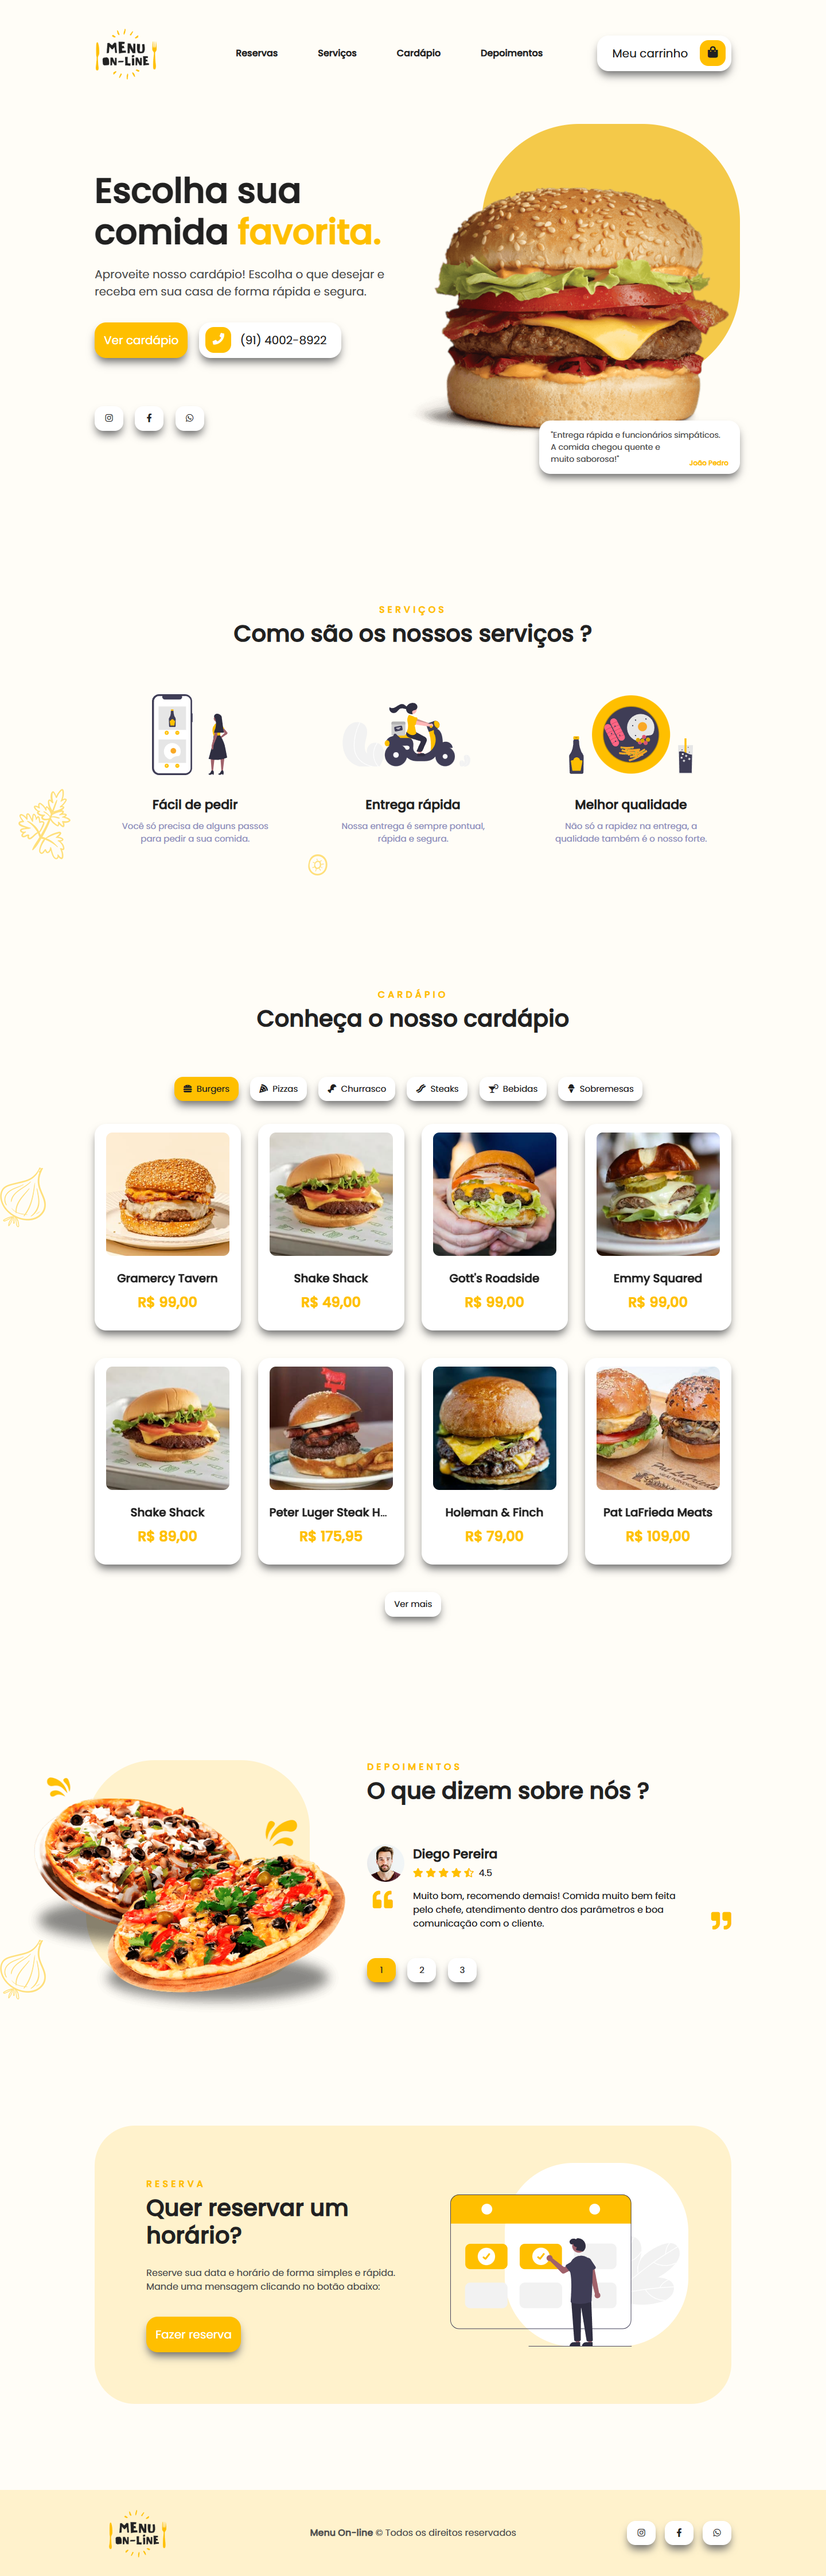 MENU
ON-LINE
Reservas
Serviços
Cardápio
Depoimentos
Meu carrinho
Escolha sua
comida favorita.
Aproveite nosso cardápio! Escolha o que desejar e
receba em sua casa de forma rápida e segura.
Ver cardápio
(91) 4002-8922
"Entrega rápida e funcionários simpáticos.
A comida chegou quente e
muito saborosa!"
João Pedro
SERVIÇOS
Como são os nossos serviços ?
Fácil de pedir
Você só precisa de alguns passos
para pedir a sua comida.
Entrega rápida
Nossa entrega é sempre pontual,
rápida e segura.
Melhor qualidade
Não só a rapidez na entrega, a
qualidade também é o nosso forte.
CARDÁPIO
Conheça o nosso cardápio
Burgers
Pizzas
Churrasco
Steaks
Bebidas
Sobremesas
Gramercy Tavern
R$ 99,00
Shake Shack
R$ 49,00
Gott's Roadside
R$ 99,00
Emmy Squared
R$ 99,00
Shake Shack
R$ 89,00
Peter Luger Steak H...
R$ 175,95
Holeman & Finch
R$ 79,00
Pat LaFrieda Meats
R$ 109,00
Ver mais
DEPOIMENTOS
O que dizem sobre nós ?
Diego Pereira
4.5
Muito bom, recomendo demais! Comida muito bem feita
pelo chefe, atendimento dentro dos parâmetros e boa
comunicação com o cliente.
1
2
3
RESERVA
Quer reservar um
horário?
Reserve sua data e horário de forma simples e rápida.
Mande uma mensagem clicando no botão abaixo:
Fazer reserva
MENU
ON-LINE
Menu On-line © Todos os direitos reservados